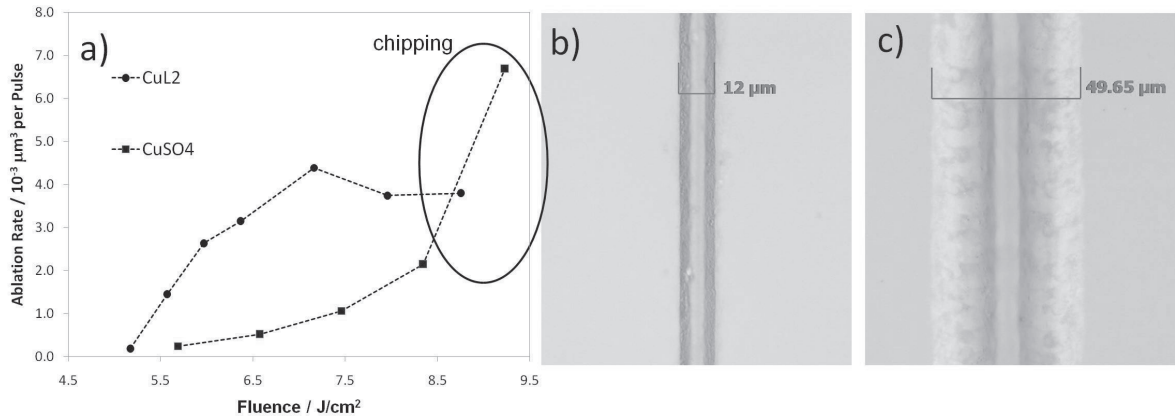 a)
chipping
CuL2
CuSO4
8.0
7.0
6.0
5.0
4.0
3.0
2.0
1.0
0.0
Ablation Rate / 10⁻³ µm³ per Pulse
4.5
5.5
6.5
7.5
8.5
9.5
Fluence / J/cm²
b)
12 µm
c)
49.65 µm